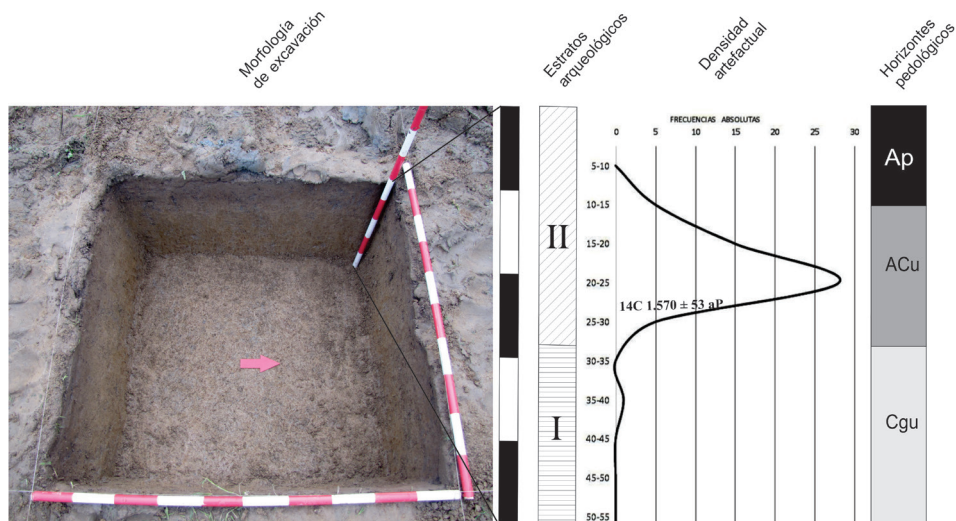 Morfología
de excavación
Estratos
arqueológicos
Densidad
artefactual
Horizontes
pedológicos
FRECUENCIAS ABSOLUTAS
0 5 10 15 20 25 30
5-10
10-15
15-20
20-25
25-30
30-35
35-40
40-45
45-50
50-55
14C 1.570 ± 53 aP
II
I
Ap
ACu
Cgu